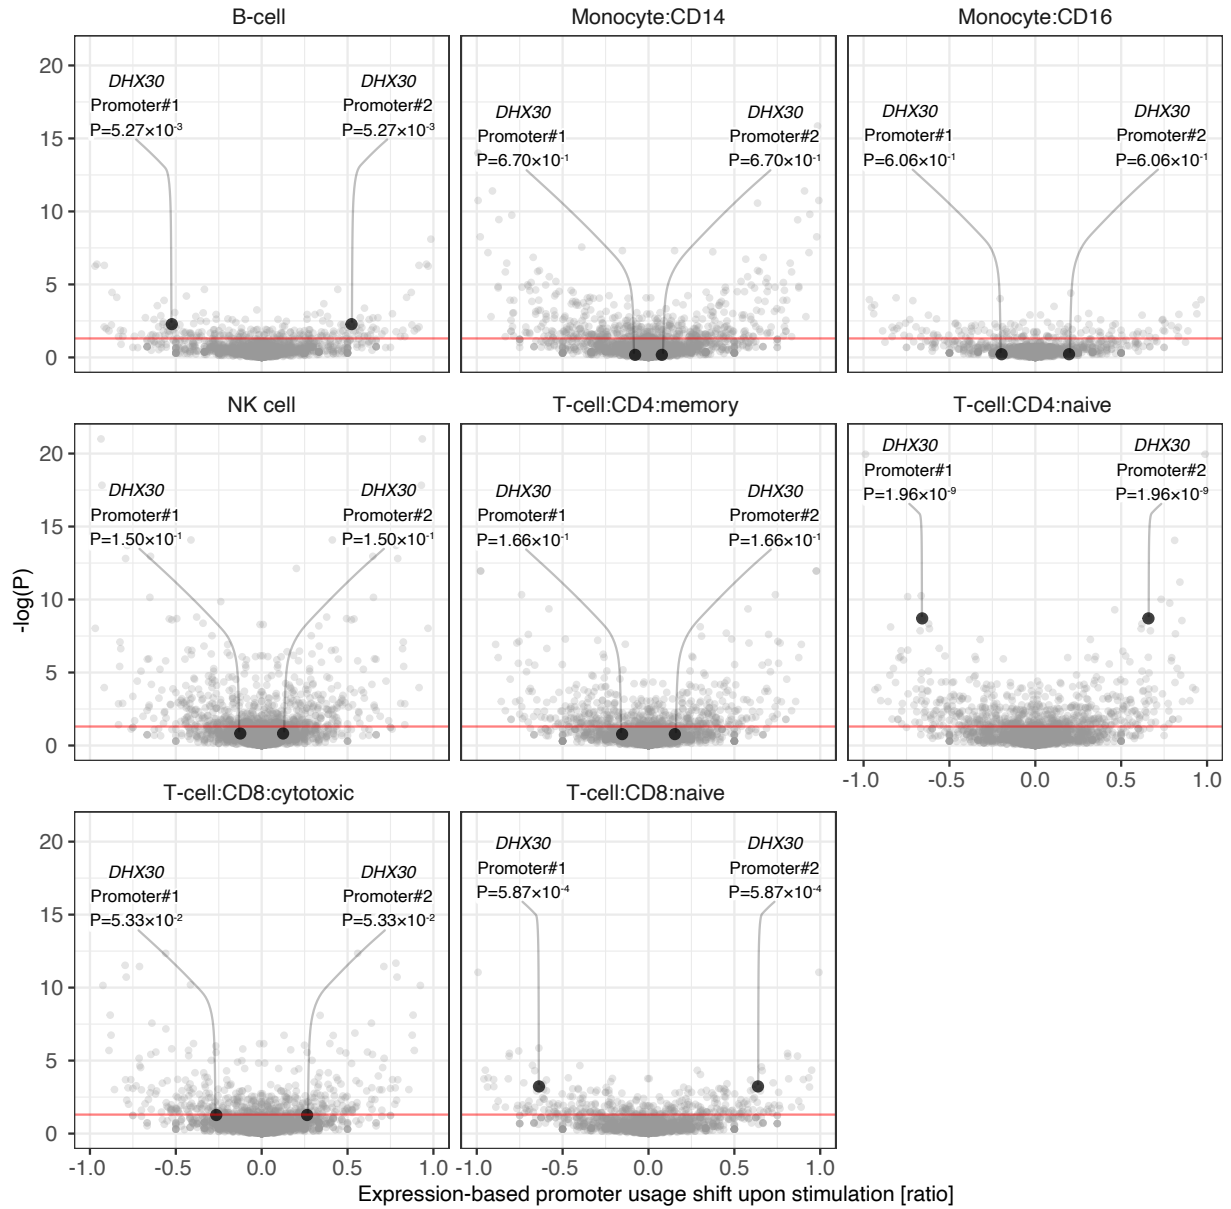 B-cell
Monocyte:CD14
Monocyte:CD16
20
15
10
5
0
DHX30
Promoter#1
P=5.27×10-3
DHX30
Promoter#2
P=5.27×10-3
DHX30
Promoter#1
P=6.70×10-1
DHX30
Promoter#2
P=6.70×10-1
DHX30
Promoter#1
P=6.06×10-1
DHX30
Promoter#2
P=6.06×10-1
NK cell
T-cell:CD4:memory
T-cell:CD4:naive
-log(P)
20
15
10
5
0
DHX30
Promoter#1
P=1.50×10-1
DHX30
Promoter#2
P=1.50×10-1
DHX30
Promoter#1
P=1.66×10-1
DHX30
Promoter#2
P=1.66×10-1
DHX30
Promoter#1
P=1.96×10-9
DHX30
Promoter#2
P=1.96×10-9
-1.0 -0.5 0.0 0.5 1.0
T-cell:CD8:cytotoxic
T-cell:CD8:naive
20
15
10
5
0
DHX30
Promoter#1
P=5.33×10-2
DHX30
Promoter#2
P=5.33×10-2
DHX30
Promoter#1
P=5.87×10-4
DHX30
Promoter#2
P=5.87×10-4
-1.0 -0.5 0.0 0.5 1.0
-1.0 -0.5 0.0 0.5 1.0
Expression-based promoter usage shift upon stimulation [ratio]